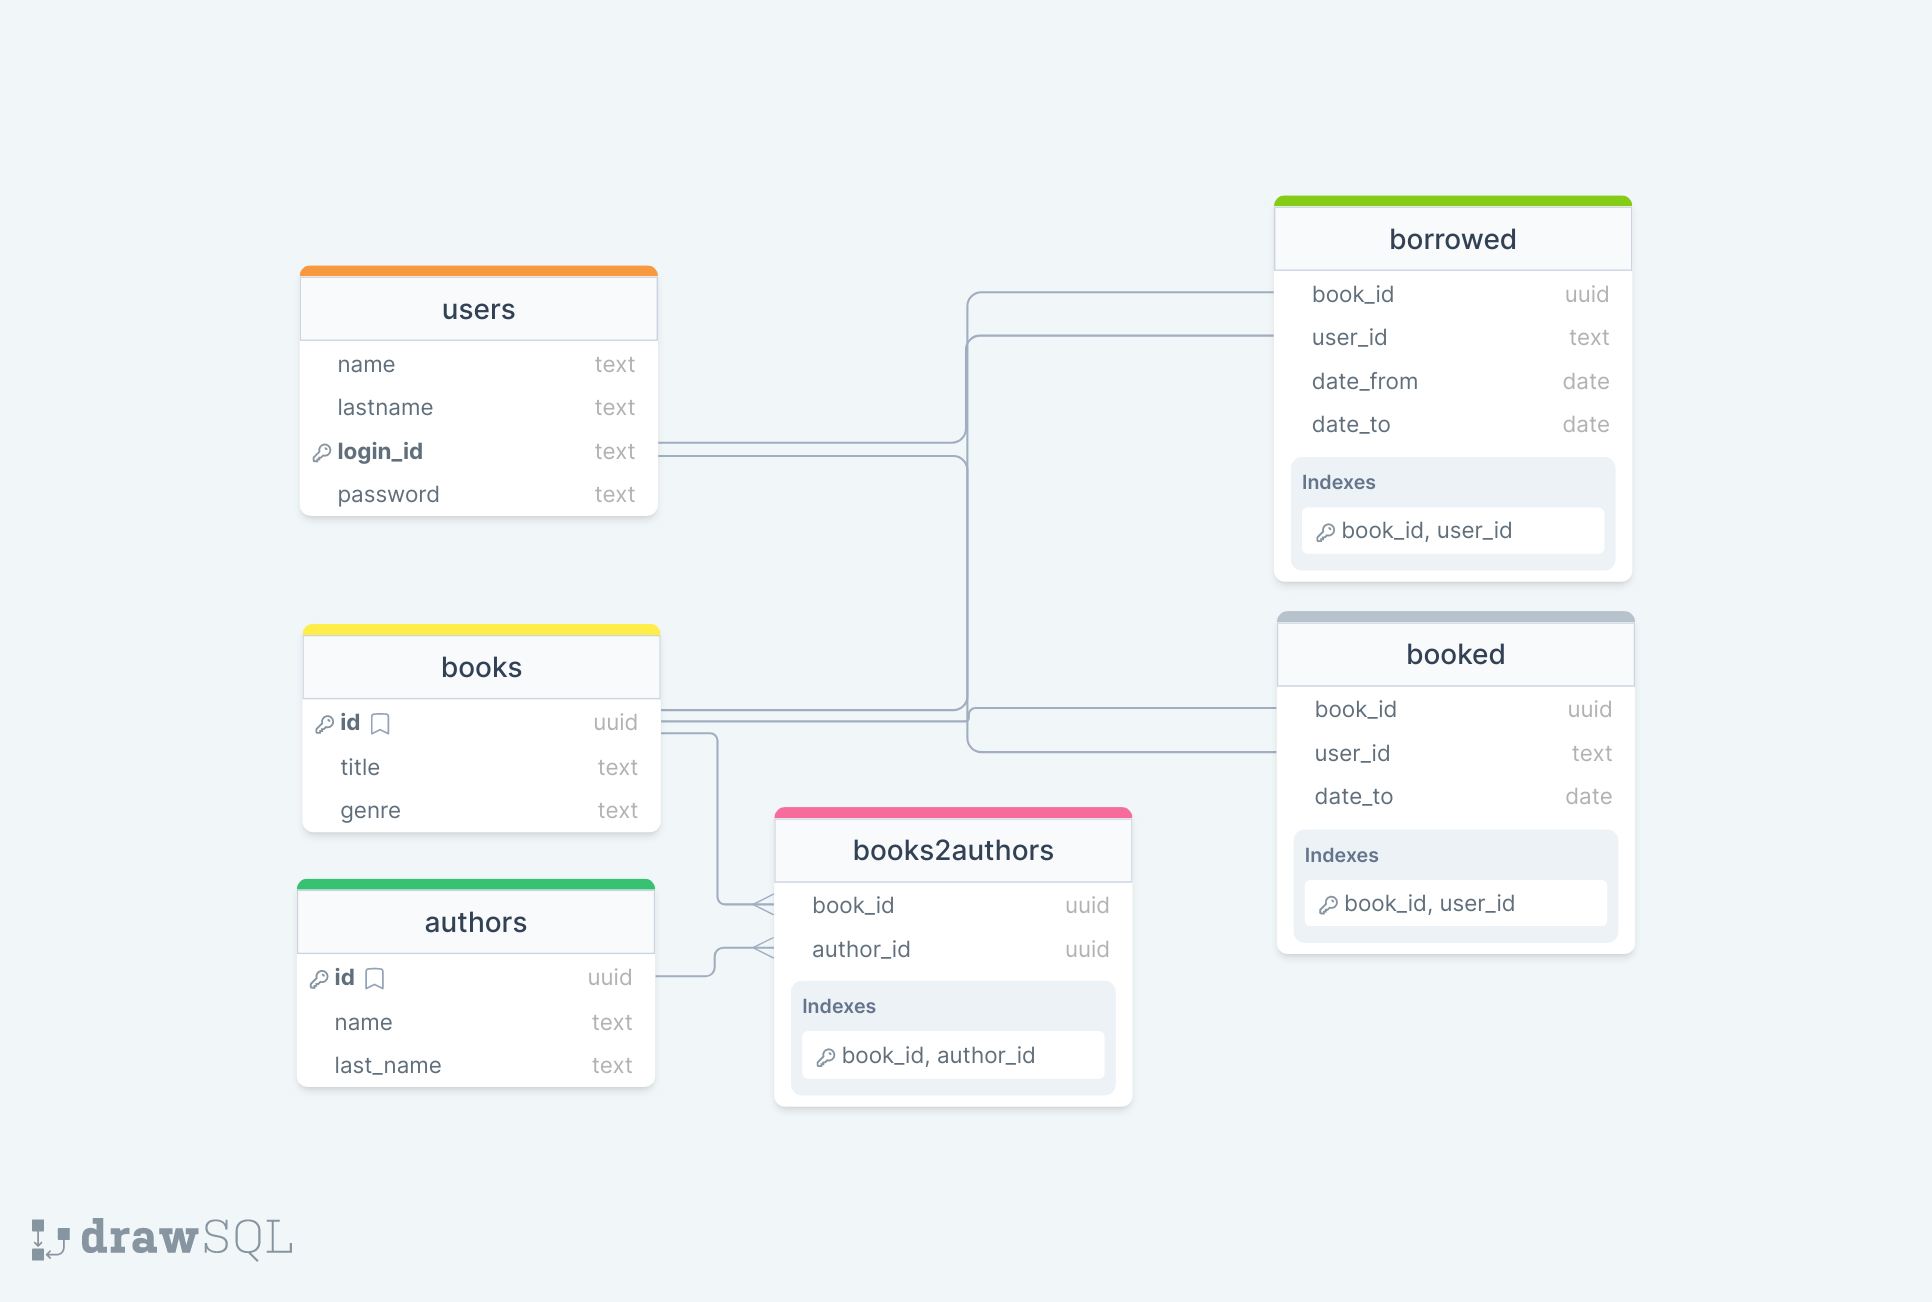 users
name text
lastname text
login_id text
password text
books
id uuid
title text
genre text
authors
id uuid
name text
last_name text
books2authors
book_id uuid
author_id uuid
Indexes
book_id, author_id
borrowed
book_id uuid
user_id text
date_from date
date_to date
Indexes
book_id, user_id
booked
book_id uuid
user_id text
date_to date
Indexes
book_id, user_id
drawSQL